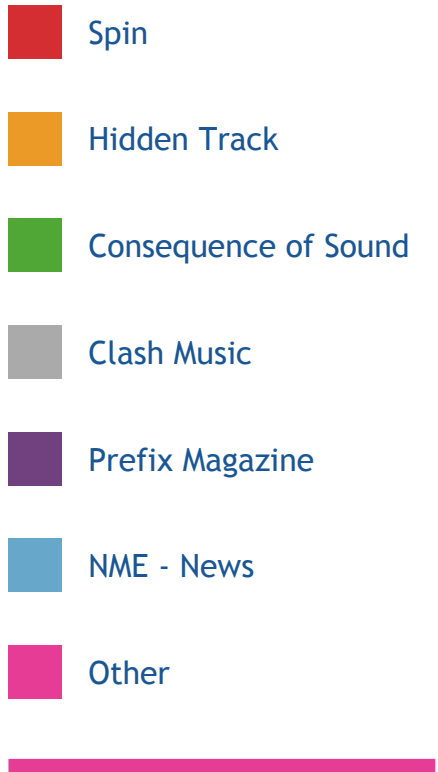 Spin
Hidden Track
Consequence of Sound
Clash Music
Prefix Magazine
NME - News
Other